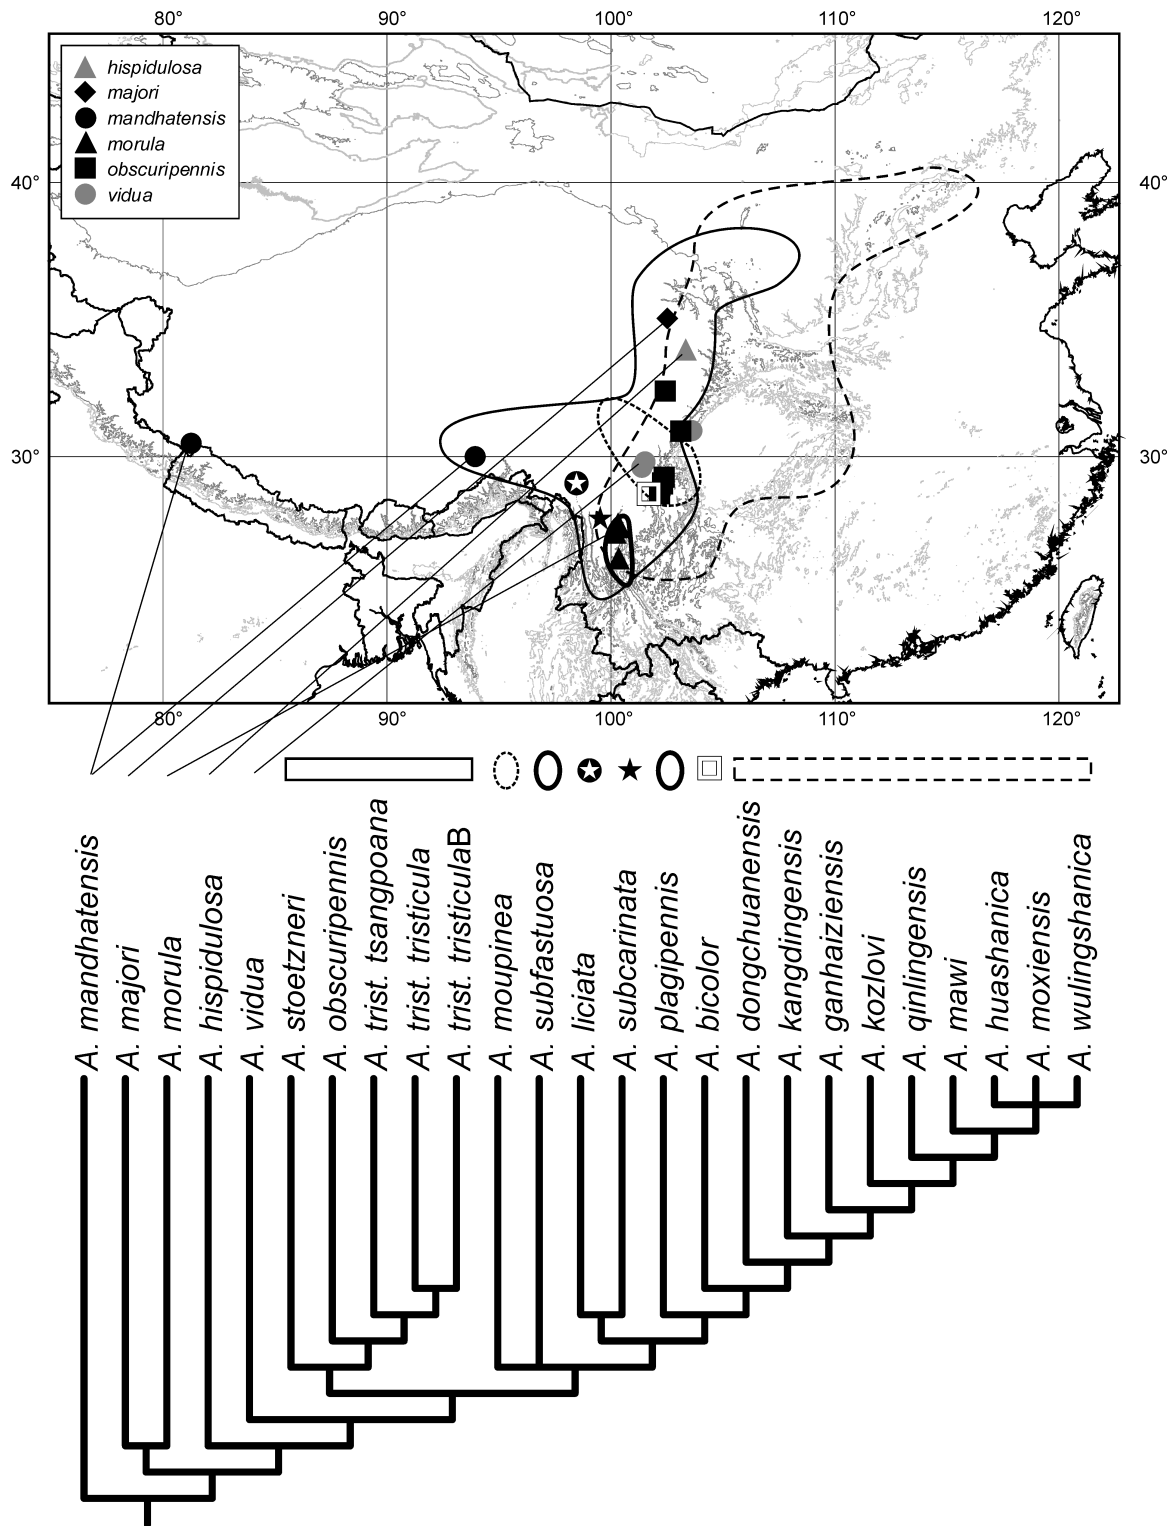 80° 90° 100° 110° 120°
hispidulosa
majori
mandhatensis
morula
obscuripennis
vidua
40° 40°
30° 30°
80° 90° 100° 110° 120°
A. mandhatensis
A. majori
A. morula
A. hispidulosa
A. vidua
A. stoetzneri
A. obscuripennis
A. trist. tsangpoana
A. trist. tristicula
A. trist. tristiculaB
A. moupinea
A. subfastuosa
A. liciata
A. subcarinata
A. plagipennis
A. bicolor
A. dongchuanensis
A. kangdingensis
A. ganhaiziensis
A. kozlovi
A. qinlingensis
A. mawi
A. huashanica
A. moxiensis
A. wulingshanica